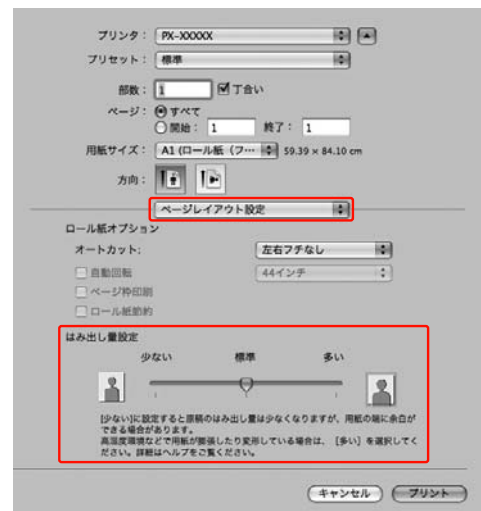 プリンタ： PX-XXXXX
プリセット： 標準
部数： 1 丁合い
ページ： すべて
開始： 1 終了： 1
用紙サイズ： A1 (ロール紙（フ… 59.39 × 84.10 cm
方向：
ページレイアウト設定
ロール紙オプション
オートカット: 左右フチなし
自動回転 44インチ
ページ枠印刷
ロール紙節約
はみ出し量設定
少ない 標準 多い
[少ない]に設定すると原稿のはみ出し量は少なくなりますが、用紙の端に余白が
できる場合があります。
高湿度環境などで用紙が膨張したり変形している場合は、［多い］を選択してく
ださい。詳細はヘルプをご覧ください。
キャンセル プリント